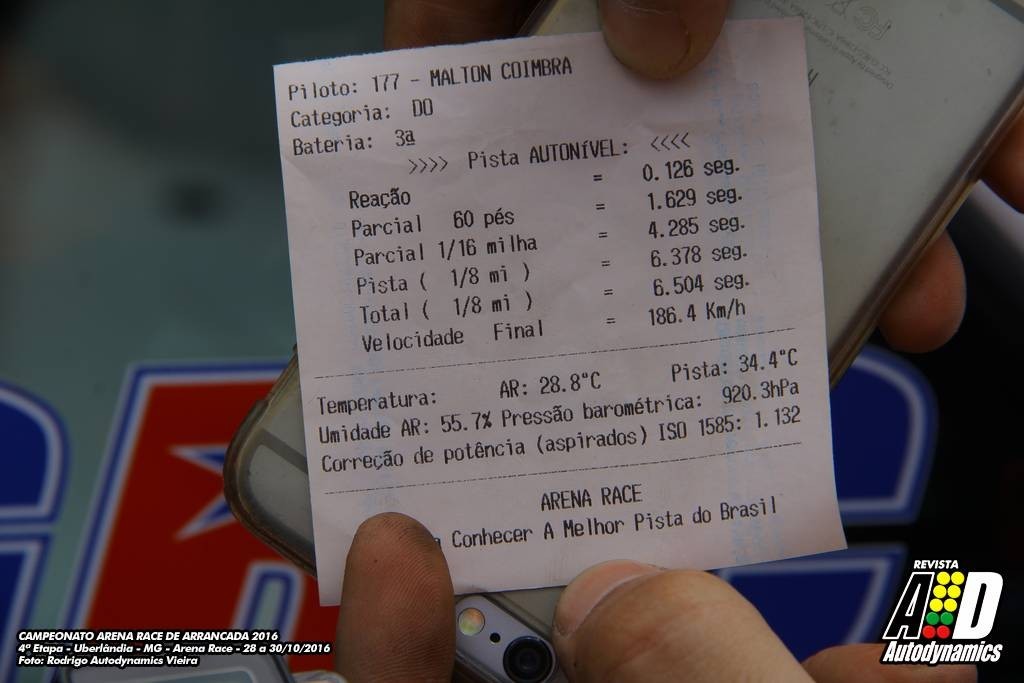 Piloto: 177 - MALTON COIMBRA
Categoria: DO
Bateria: 3ª
>>>> Pista AUTONÍVEL: <<<<
Reação = 0.126 seg.
Parcial 60 pés = 1.629 seg.
Parcial 1/16 milha = 4.285 seg.
Pista ( 1/8 mi ) = 6.378 seg.
Total ( 1/8 mi ) = 6.504 seg.
Velocidade Final = 186.4 Km/h
Temperatura: AR: 28.8°C Pista: 34.4°C
Umidade AR: 55.7% Pressão barométrica: 920.3hPa
Correção de potência (aspirados) ISO 1585: 1.132
ARENA RACE
Conhecer A Melhor Pista do Brasil
CAMPEONATO ARENA RACE DE ARRANCADA 2016
4ª Etapa - Uberlândia - MG - Arena Race - 28 a 30/10/2016
Foto: Rodrigo Autodynamics Vieira
REVISTA
AD
Autodynamics